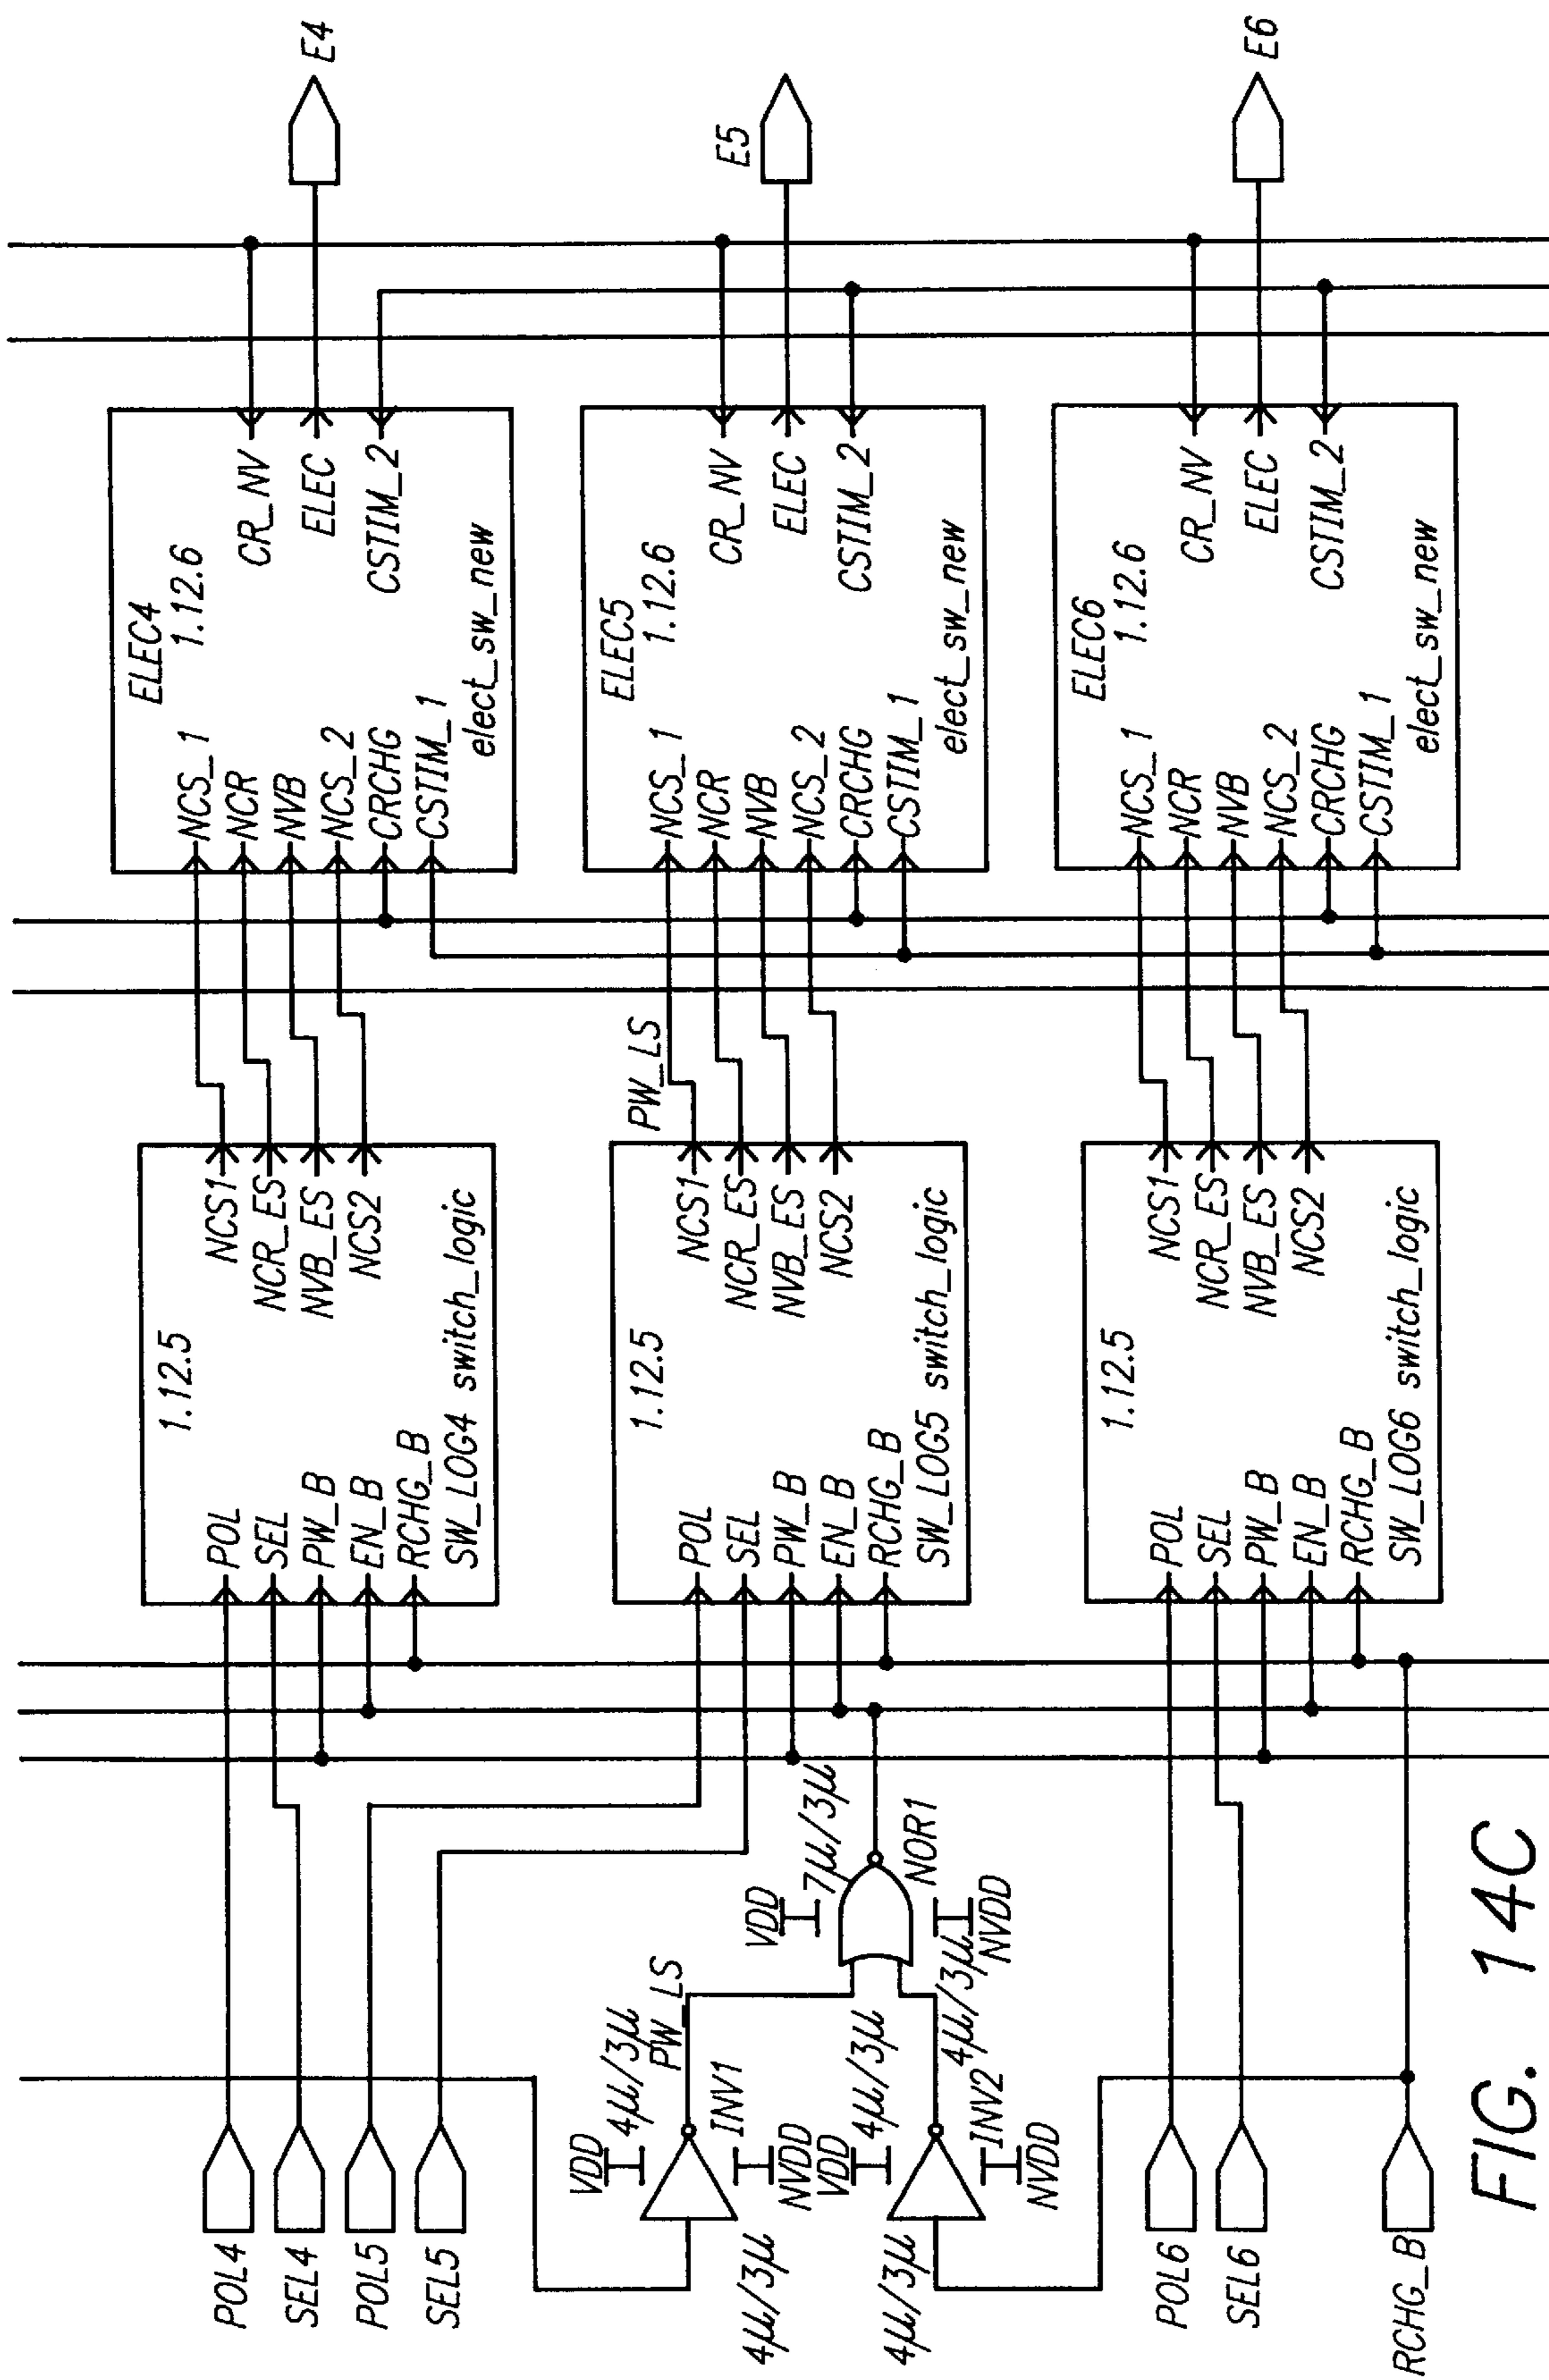 POL4
SEL4
POL5
SEL5
POL6
SEL6
RCHG_B
VDD
4µ/3µ
PW_LS
INV1
NVDD
4µ/3µ
VDD
4µ/3µ
INV2
NVDD
4µ/3µ
VDD
7µ/3µ
NOR1
4µ/3µ
NVDD
1.12.5
POL
SEL
PW_B
EN_B
RCHG_B
NCS1
NCR_ES
NVB_ES
NCS2
SW_LOG4 switch_logic
1.12.5
POL
SEL
PW_B
EN_B
RCHG_B
NCS1
NCR_ES
NVB_ES
NCS2
SW_LOG5 switch_logic
1.12.5
POL
SEL
PW_B
EN_B
RCHG_B
NCS1
NCR_ES
NVB_ES
NCS2
SW_LOG6 switch_logic
PW_LS
ELEC4
1.12.6
NCS_1
NCR
NVB
NCS_2
CRCHG
CSTIM_1
CR_NV
ELEC
CSTIM_2
elect_sw_new
ELEC5
1.12.6
NCS_1
NCR
NVB
NCS_2
CRCHG
CSTIM_1
CR_NV
ELEC
CSTIM_2
elect_sw_new
ELEC6
1.12.6
NCS_1
NCR
NVB
NCS_2
CRCHG
CSTIM_1
CR_NV
ELEC
CSTIM_2
elect_sw_new
E4
E5
E6
FIG. 14C